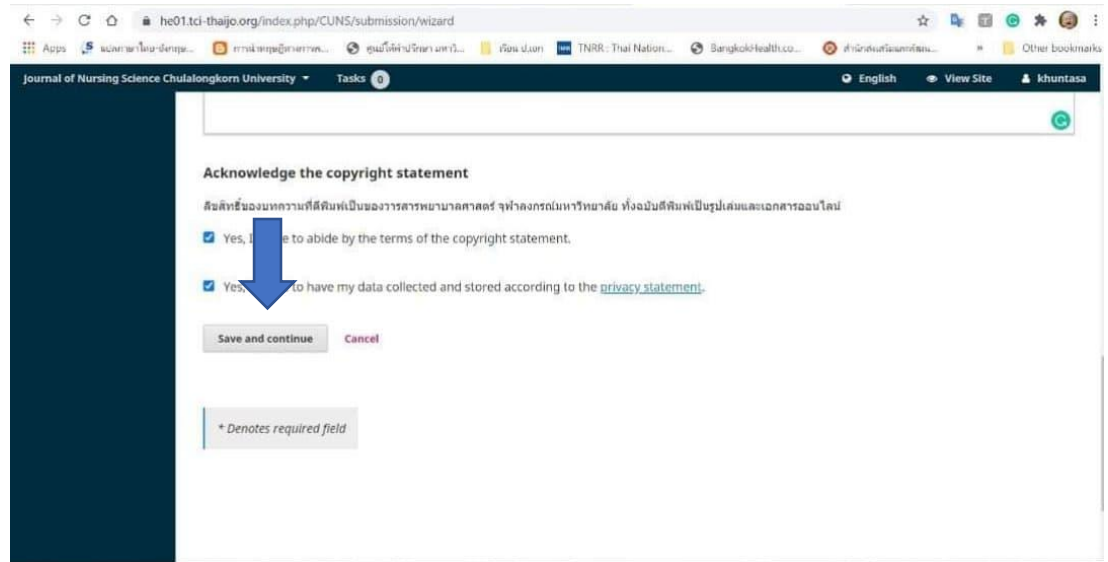 he01.tci-thaijo.org/index.php/CUNS/submission/wizard
Apps
TNRR : Thai Nation...
BangkokHealth.co...
Other bookmarks
Journal of Nursing Science Chulalongkorn University
Tasks 0
English
View Site
khuntasa
Acknowledge the copyright statement
ลิขสิทธิ์ของบทความที่ตีพิมพ์เป็นของวารสารพยาบาลศาสตร์ จุฬาลงกรณ์มหาวิทยาลัย ทั้งฉบับตีพิมพ์เป็นรูปเล่มและเอกสารออนไลน์
Yes, I e to abide by the terms of the copyright statement.
Yes, to have my data collected and stored according to the privacy statement.
Save and continue
Cancel
* Denotes required field